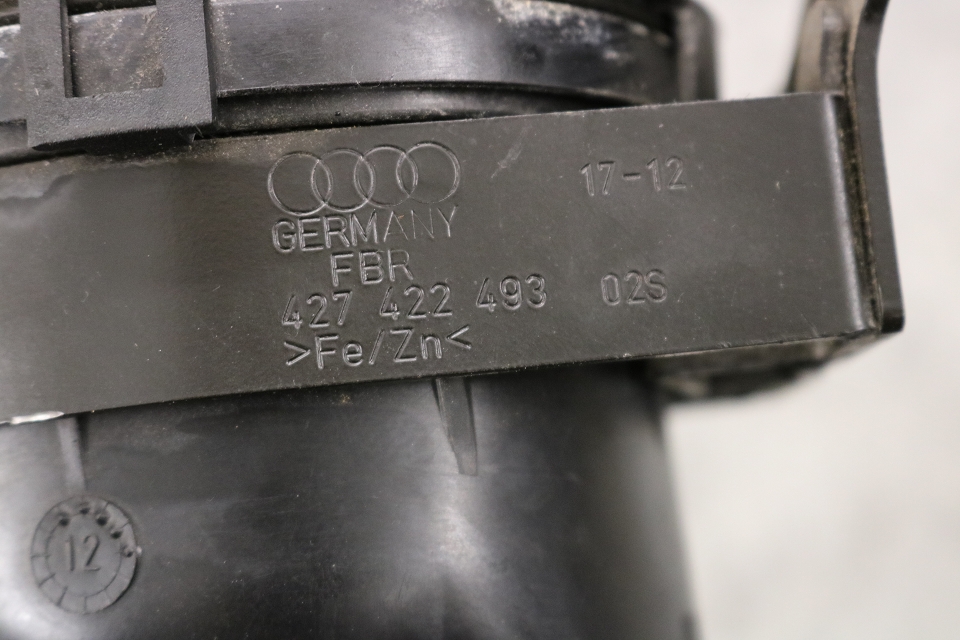 GERMANY
17-12
FBR
427 422 493 02S
>Fe/Zn<
12